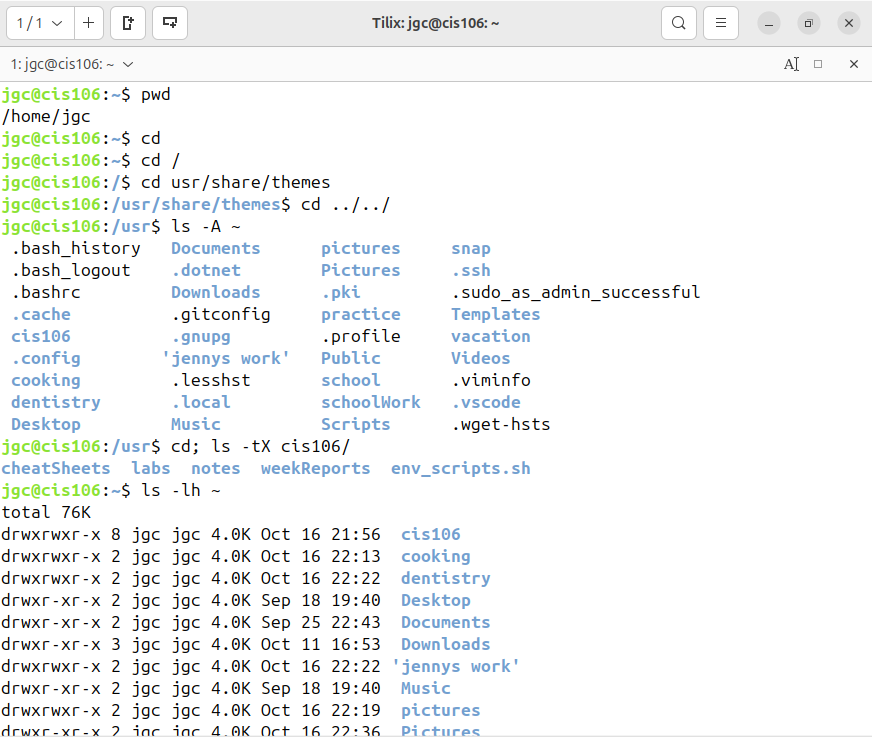 1 / 1 Tilix: jgc@cis106: ~
1: jgc@cis106: ~
jgc@cis106:~$ pwd
/home/jgc
jgc@cis106:~$ cd
jgc@cis106:~$ cd /
jgc@cis106:/$ cd usr/share/themes
jgc@cis106:/usr/share/themes$ cd ../../
jgc@cis106:/usr$ ls -A ~
.bash_history Documents pictures snap
.bash_logout .dotnet Pictures .ssh
.bashrc Downloads .pki .sudo_as_admin_successful
.cache .gitconfig practice Templates
cis106 .gnupg .profile vacation
.config 'jennys work' Public Videos
cooking .lesshst school .viminfo
dentistry .local schoolWork .vscode
Desktop Music Scripts .wget-hsts
jgc@cis106:/usr$ cd; ls -tX cis106/
cheatSheets labs notes weekReports env_scripts.sh
jgc@cis106:~$ ls -lh ~
total 76K
drwxrwxr-x 8 jgc jgc 4.0K Oct 16 21:56 cis106
drwxrwxr-x 2 jgc jgc 4.0K Oct 16 22:13 cooking
drwxrwxr-x 2 jgc jgc 4.0K Oct 16 22:22 dentistry
drwxr-xr-x 2 jgc jgc 4.0K Sep 18 19:40 Desktop
drwxr-xr-x 2 jgc jgc 4.0K Sep 25 22:43 Documents
drwxr-xr-x 3 jgc jgc 4.0K Oct 11 16:53 Downloads
drwxrwxr-x 2 jgc jgc 4.0K Oct 16 22:22 'jennys work'
drwxr-xr-x 2 jgc jgc 4.0K Sep 18 19:40 Music
drwxrwxr-x 2 jgc jgc 4.0K Oct 16 22:19 pictures
drwxr-xr-x 2 jgc jgc 4.0K Oct 16 22:36 Pictures